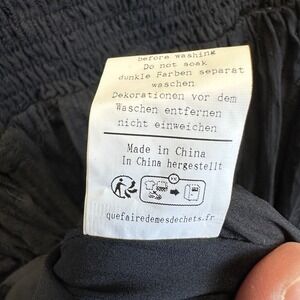 before washing
Do not soak
dunkle Farben separat
waschen
Dekorationen vor dem
Waschen entfernen
nicht einweichen
Made in China
In China hergestellt
quefairedemesdechets.fr